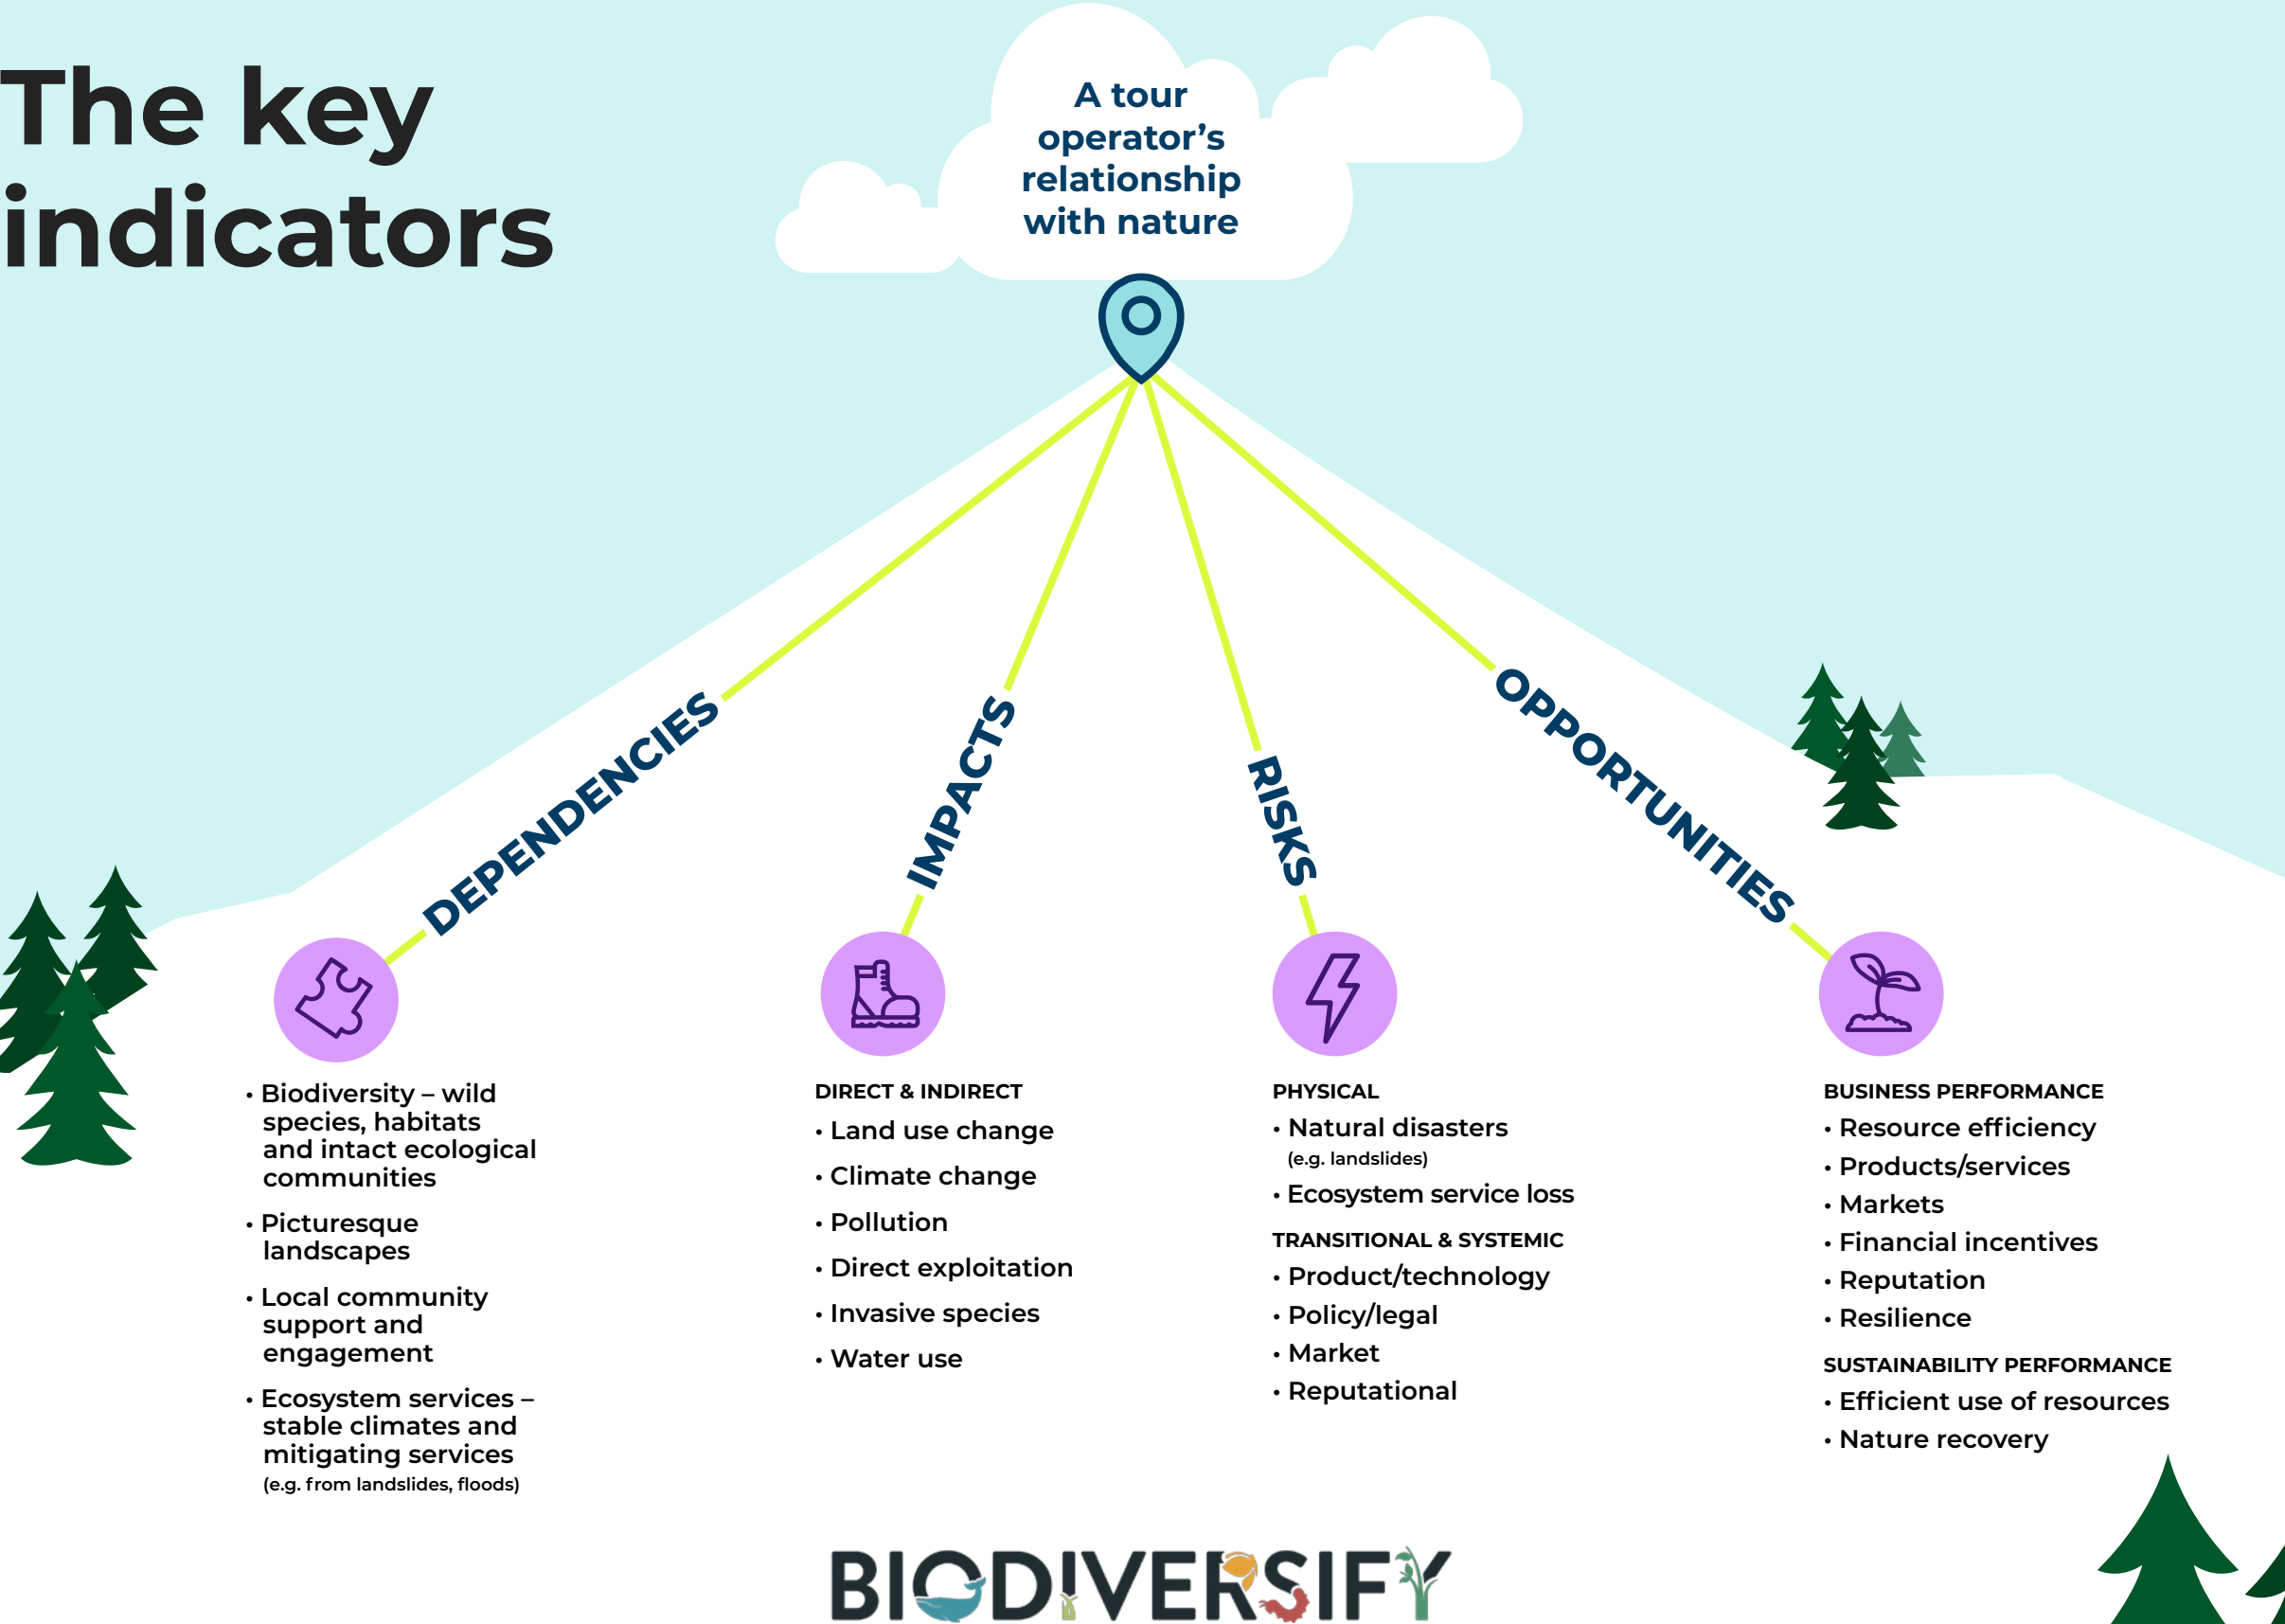 The key
indicators
A tour
operator’s
relationship
with nature
DEPENDENCIES
IMPACTS
RISKS
OPPORTUNITIES
• Biodiversity – wild
species, habitats
and intact ecological
communities
• Picturesque
landscapes
• Local community
support and
engagement
• Ecosystem services –
stable climates and
mitigating services
(e.g. from landslides, floods)
DIRECT & INDIRECT
• Land use change
• Climate change
• Pollution
• Direct exploitation
• Invasive species
• Water use
PHYSICAL
• Natural disasters
(e.g. landslides)
• Ecosystem service loss
TRANSITIONAL & SYSTEMIC
• Product/technology
• Policy/legal
• Market
• Reputational
BUSINESS PERFORMANCE
• Resource efficiency
• Products/services
• Markets
• Financial incentives
• Reputation
• Resilience
SUSTAINABILITY PERFORMANCE
• Efficient use of resources
• Nature recovery
BIODIVERSIFY